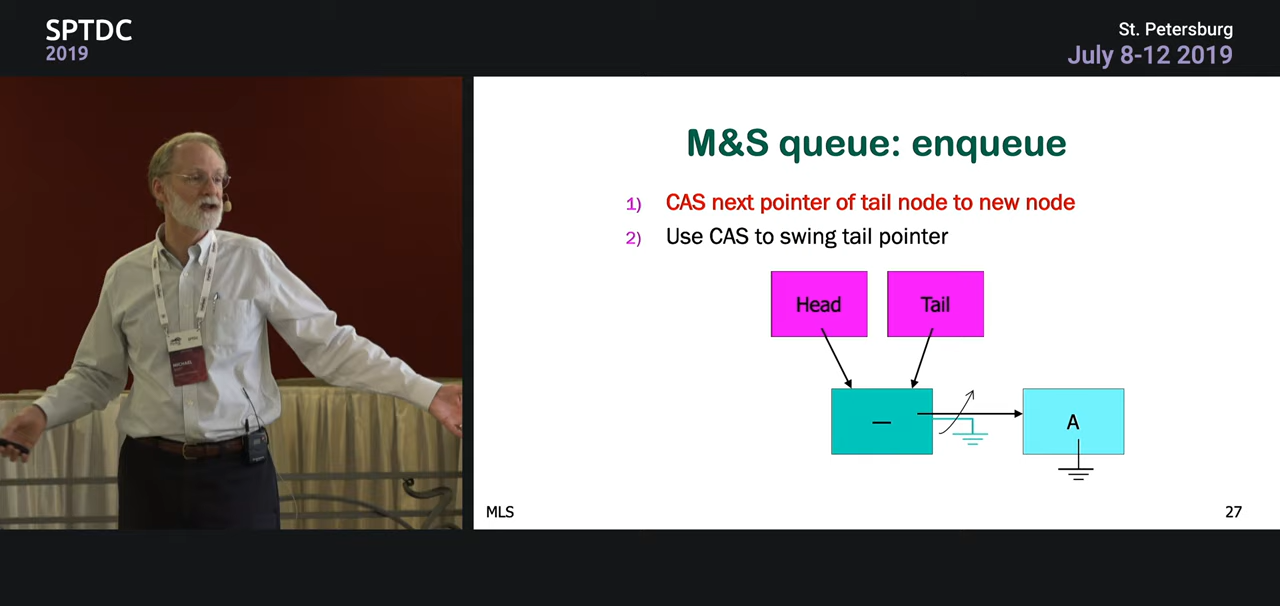 SPTDC
2019
St. Petersburg
July 8-12 2019
M&S queue: enqueue
1) CAS next pointer of tail node to new node
2) Use CAS to swing tail pointer
Head
Tail
—
A
MICHAEL
MLS
27